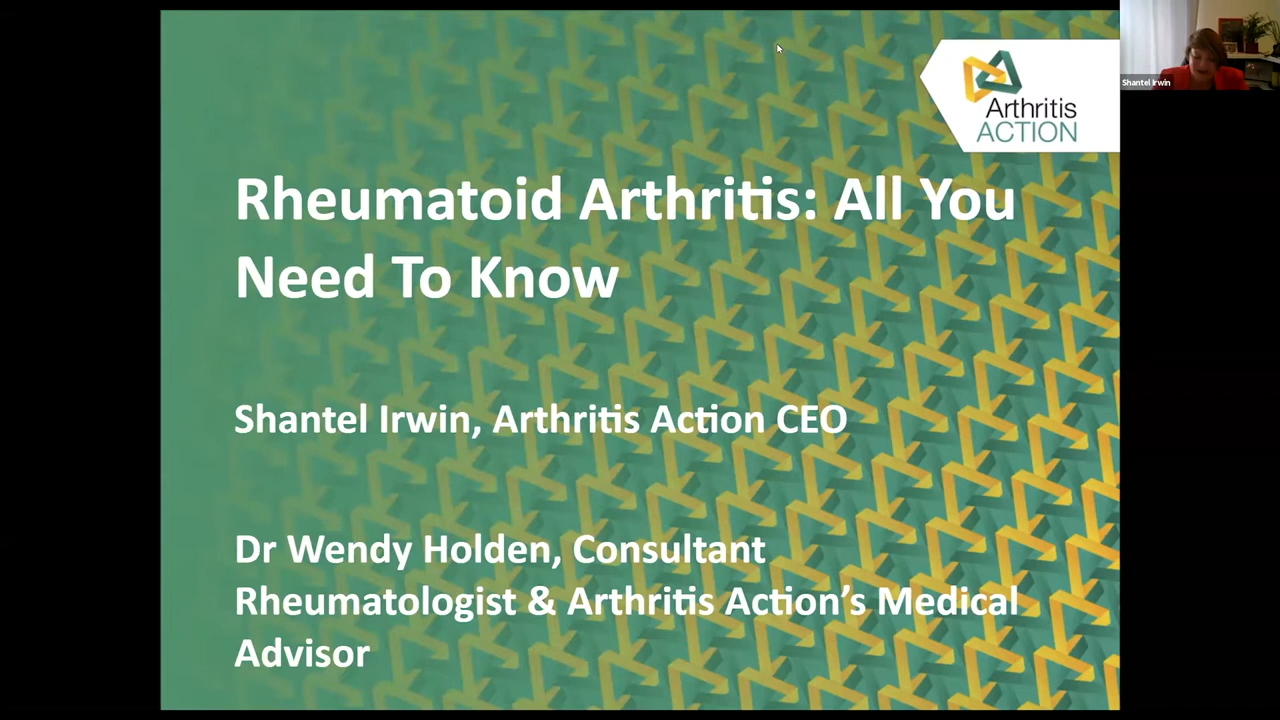 Arthritis
ACTION
Shantel Irwin
Rheumatoid Arthritis: All You
Need To Know
Shantel Irwin, Arthritis Action CEO
Dr Wendy Holden, Consultant
Rheumatologist & Arthritis Action’s Medical
Advisor